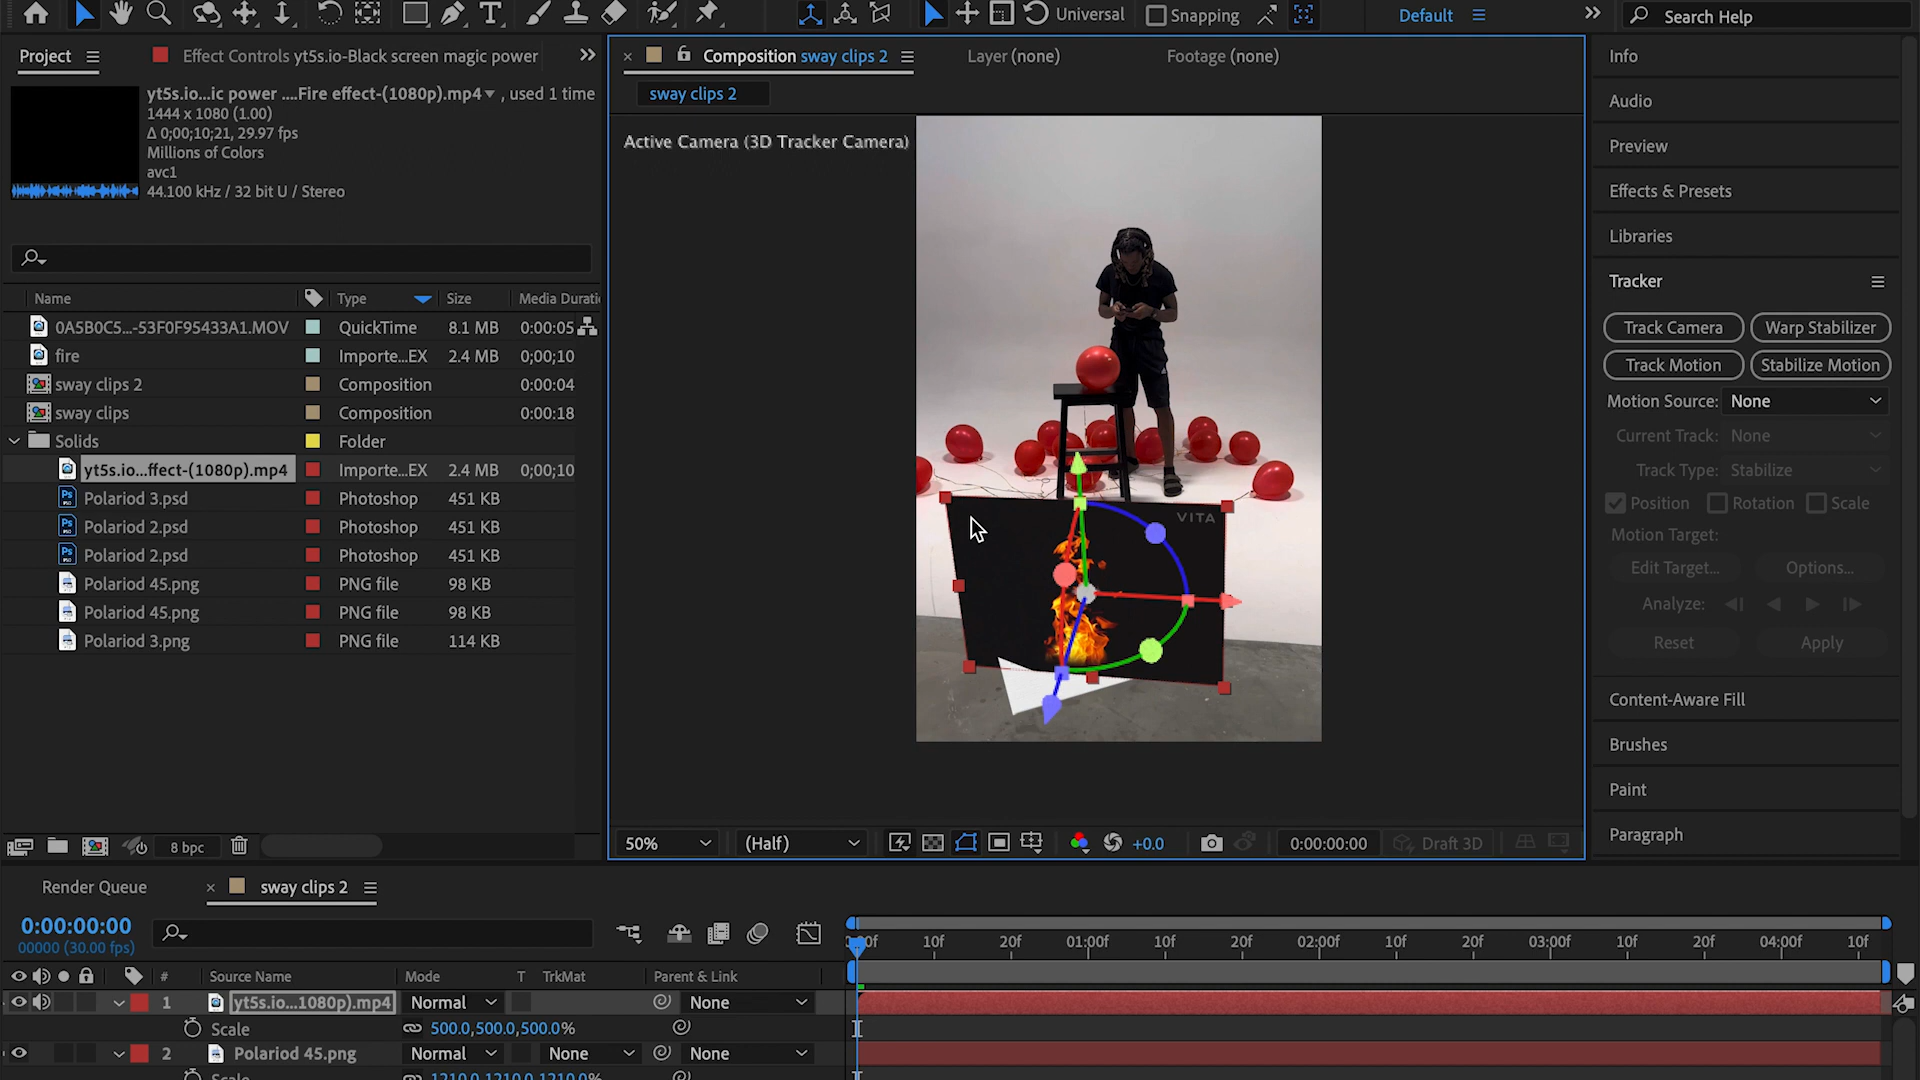 Universal
Snapping
Default
Search Help
Project
Effect Controls yt5s.io-Black screen magic power
Composition sway clips 2
Layer (none)
Footage (none)
Info
yt5s.io...ic power ....Fire effect-(1080p).mp4 , used 1 time
1444 x 1080 (1.00)
Δ 0;00;10;21, 29.97 fps
Millions of Colors
avc1
44.100 kHz / 32 bit U / Stereo
sway clips 2
Active Camera (3D Tracker Camera)
VITA
Audio
Preview
Effects & Presets
Libraries
Tracker
Track Camera
Warp Stabilizer
Track Motion
Stabilize Motion
Motion Source: None
Current Track: None
Track Type: Stabilize
Position Rotation Scale
Motion Target:
Edit Target... Options...
Analyze:
Reset Apply
Content-Aware Fill
Brushes
Paint
Paragraph
Name Type Size Media Durati
0A5B0C5...-53F0F95433A1.MOV QuickTime 8.1 MB 0:00:05
fire Importe...EX 2.4 MB 0;00;10
sway clips 2 Composition 0:00:04
sway clips Composition 0:00:18
Solids Folder
yt5s.io...ffect-(1080p).mp4 Importe...EX 2.4 MB 0;00;10
Ps Polariod 3.psd Photoshop 451 KB
Ps Polariod 2.psd Photoshop 451 KB
Ps Polariod 2.psd Photoshop 451 KB
Polariod 45.png PNG file 98 KB
Polariod 45.png PNG file 98 KB
Polariod 3.png PNG file 114 KB
8 bpc
50% (Half) +0.0 0:00:00:00 Draft 3D
Render Queue
sway clips 2
0:00:00:00
00000 (30.00 fps)
10f 20f 01:00f 10f 20f 02:00f 10f 20f 03:00f 10f 20f 04:00f 10f
# Source Name Mode T TrkMat Parent & Link
1 yt5s.io...1080p).mp4 Normal None
Scale 500.0,500.0,500.0%
2 Polariod 45.png Normal None None
Scale 1210.0,1210.0,1210.0%